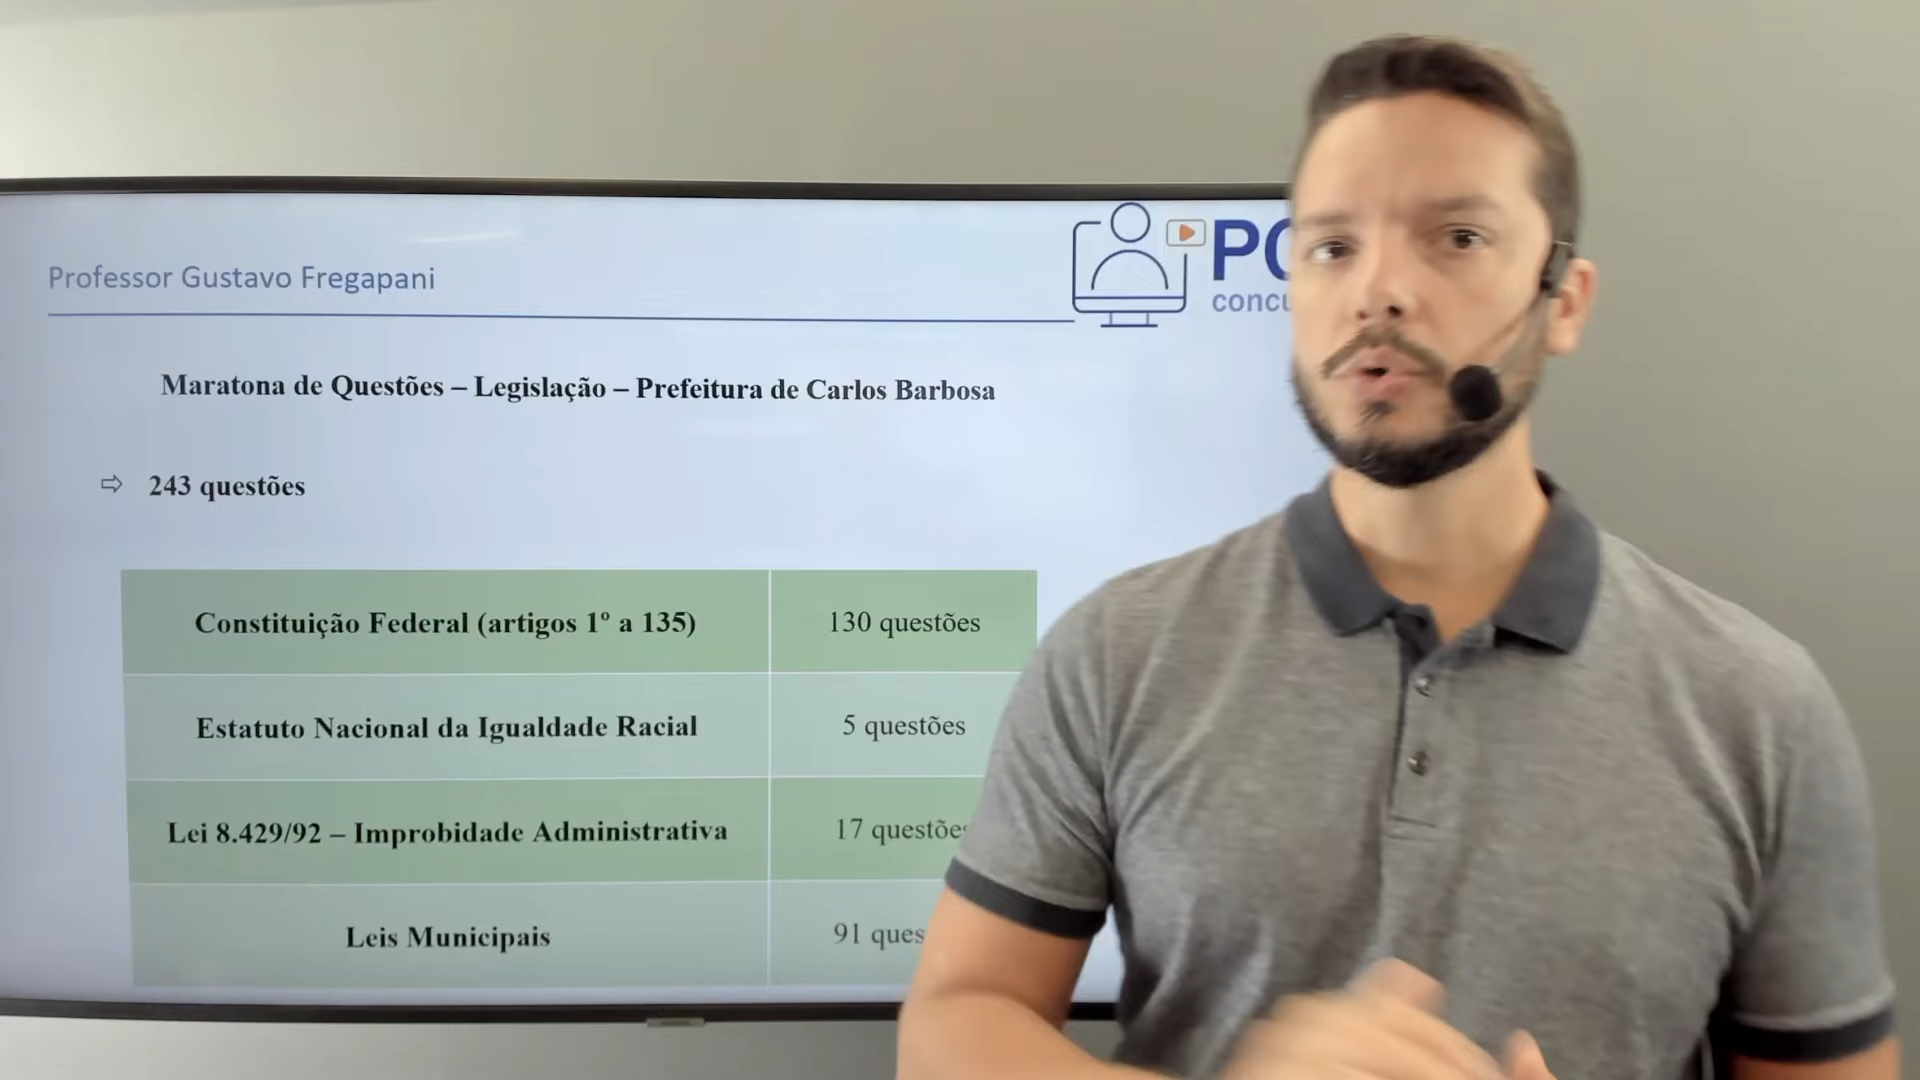 Professor Gustavo Fregapani
Maratona de Questões – Legislação – Prefeitura de Carlos Barbosa
⇨ 243 questões
Constituição Federal (artigos 1º a 135) 130 questões
Estatuto Nacional da Igualdade Racial 5 questões
Lei 8.429/92 – Improbidade Administrativa 17 questões
Leis Municipais 91 ques